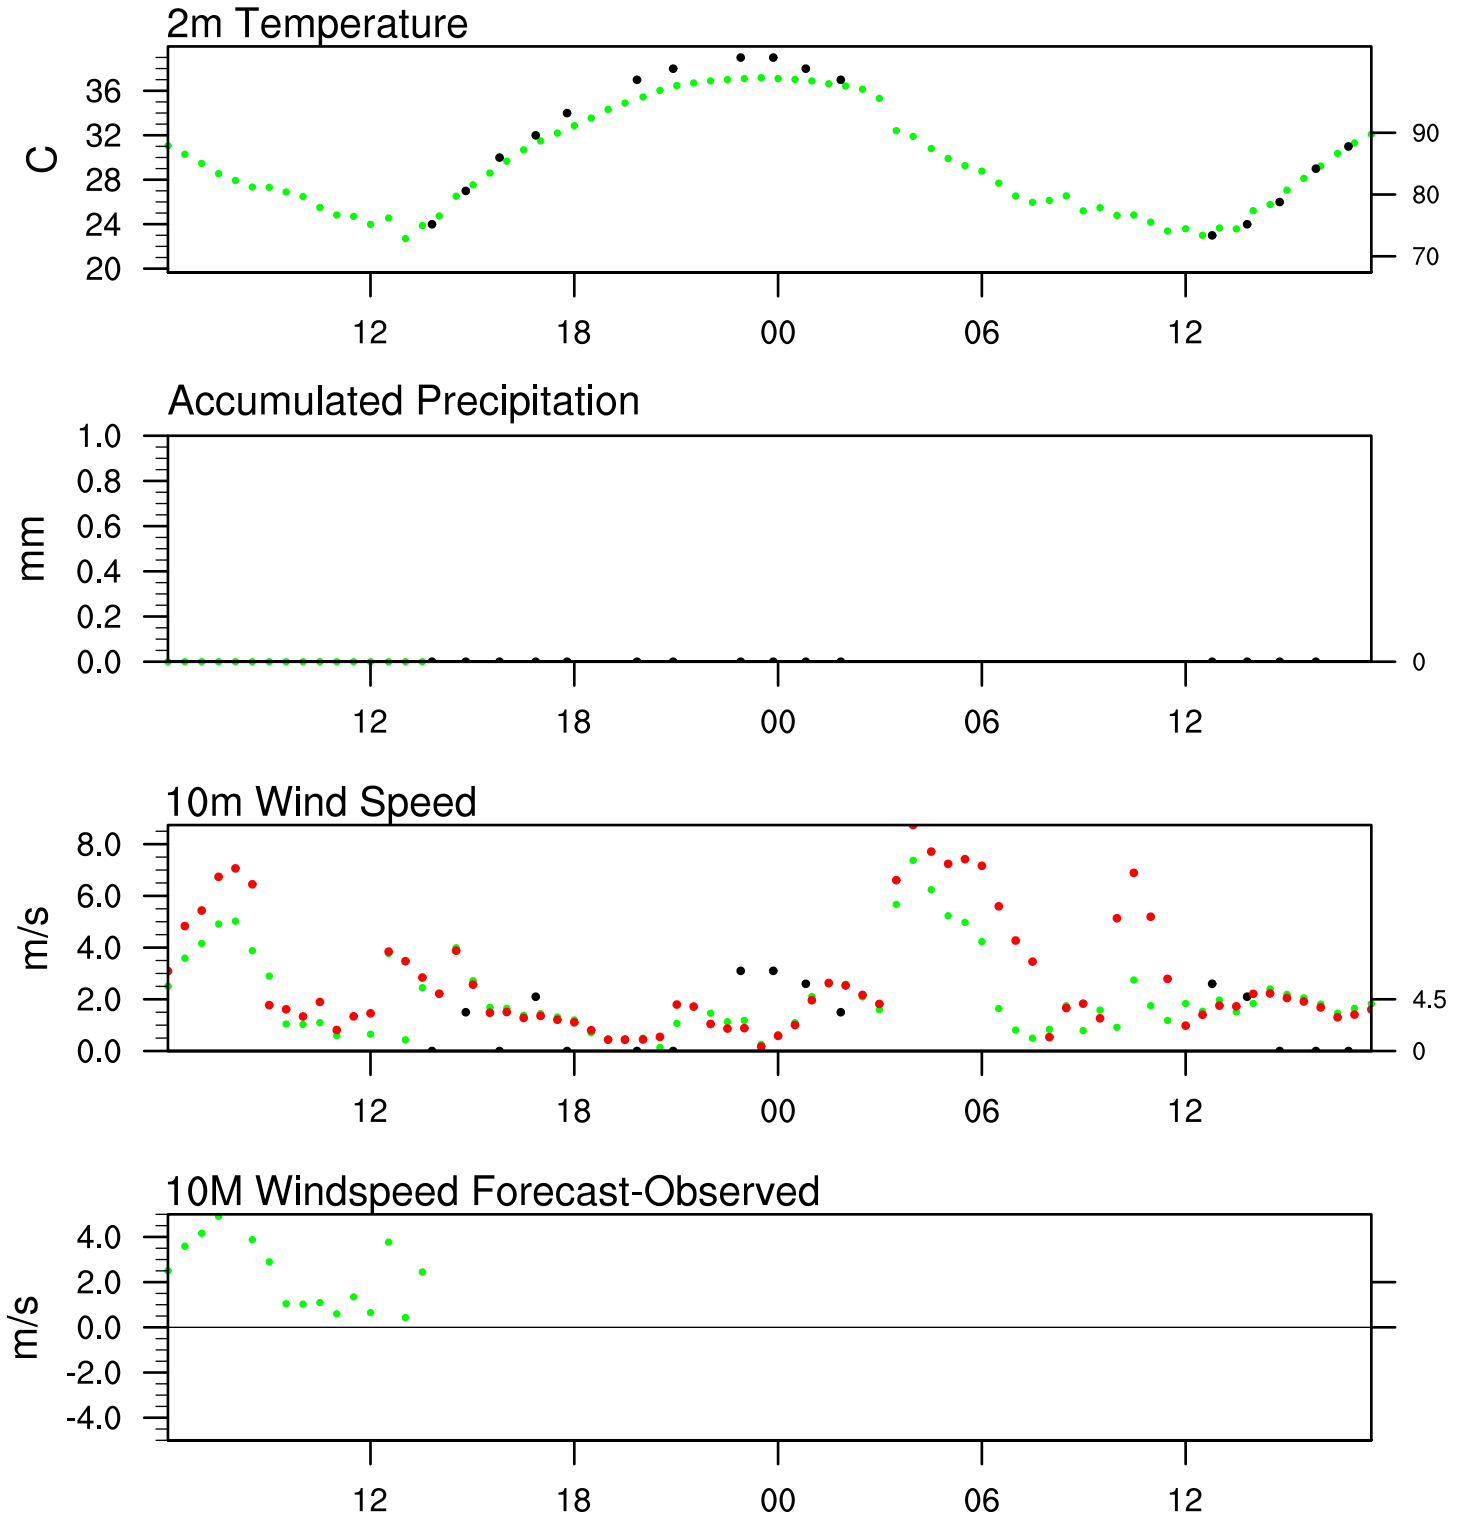 2m Temperature
36
32
28
24
20
C
90
80
70
12 18 00 06 12
Accumulated Precipitation
1.0
0.8
0.6
0.4
0.2
0.0
mm
0
12 18 00 06 12
10m Wind Speed
8.0
6.0
4.0
2.0
0.0
m/s
4.5
0
12 18 00 06 12
10M Windspeed Forecast-Observed
4.0
2.0
0.0
-2.0
-4.0
m/s
12 18 00 06 12